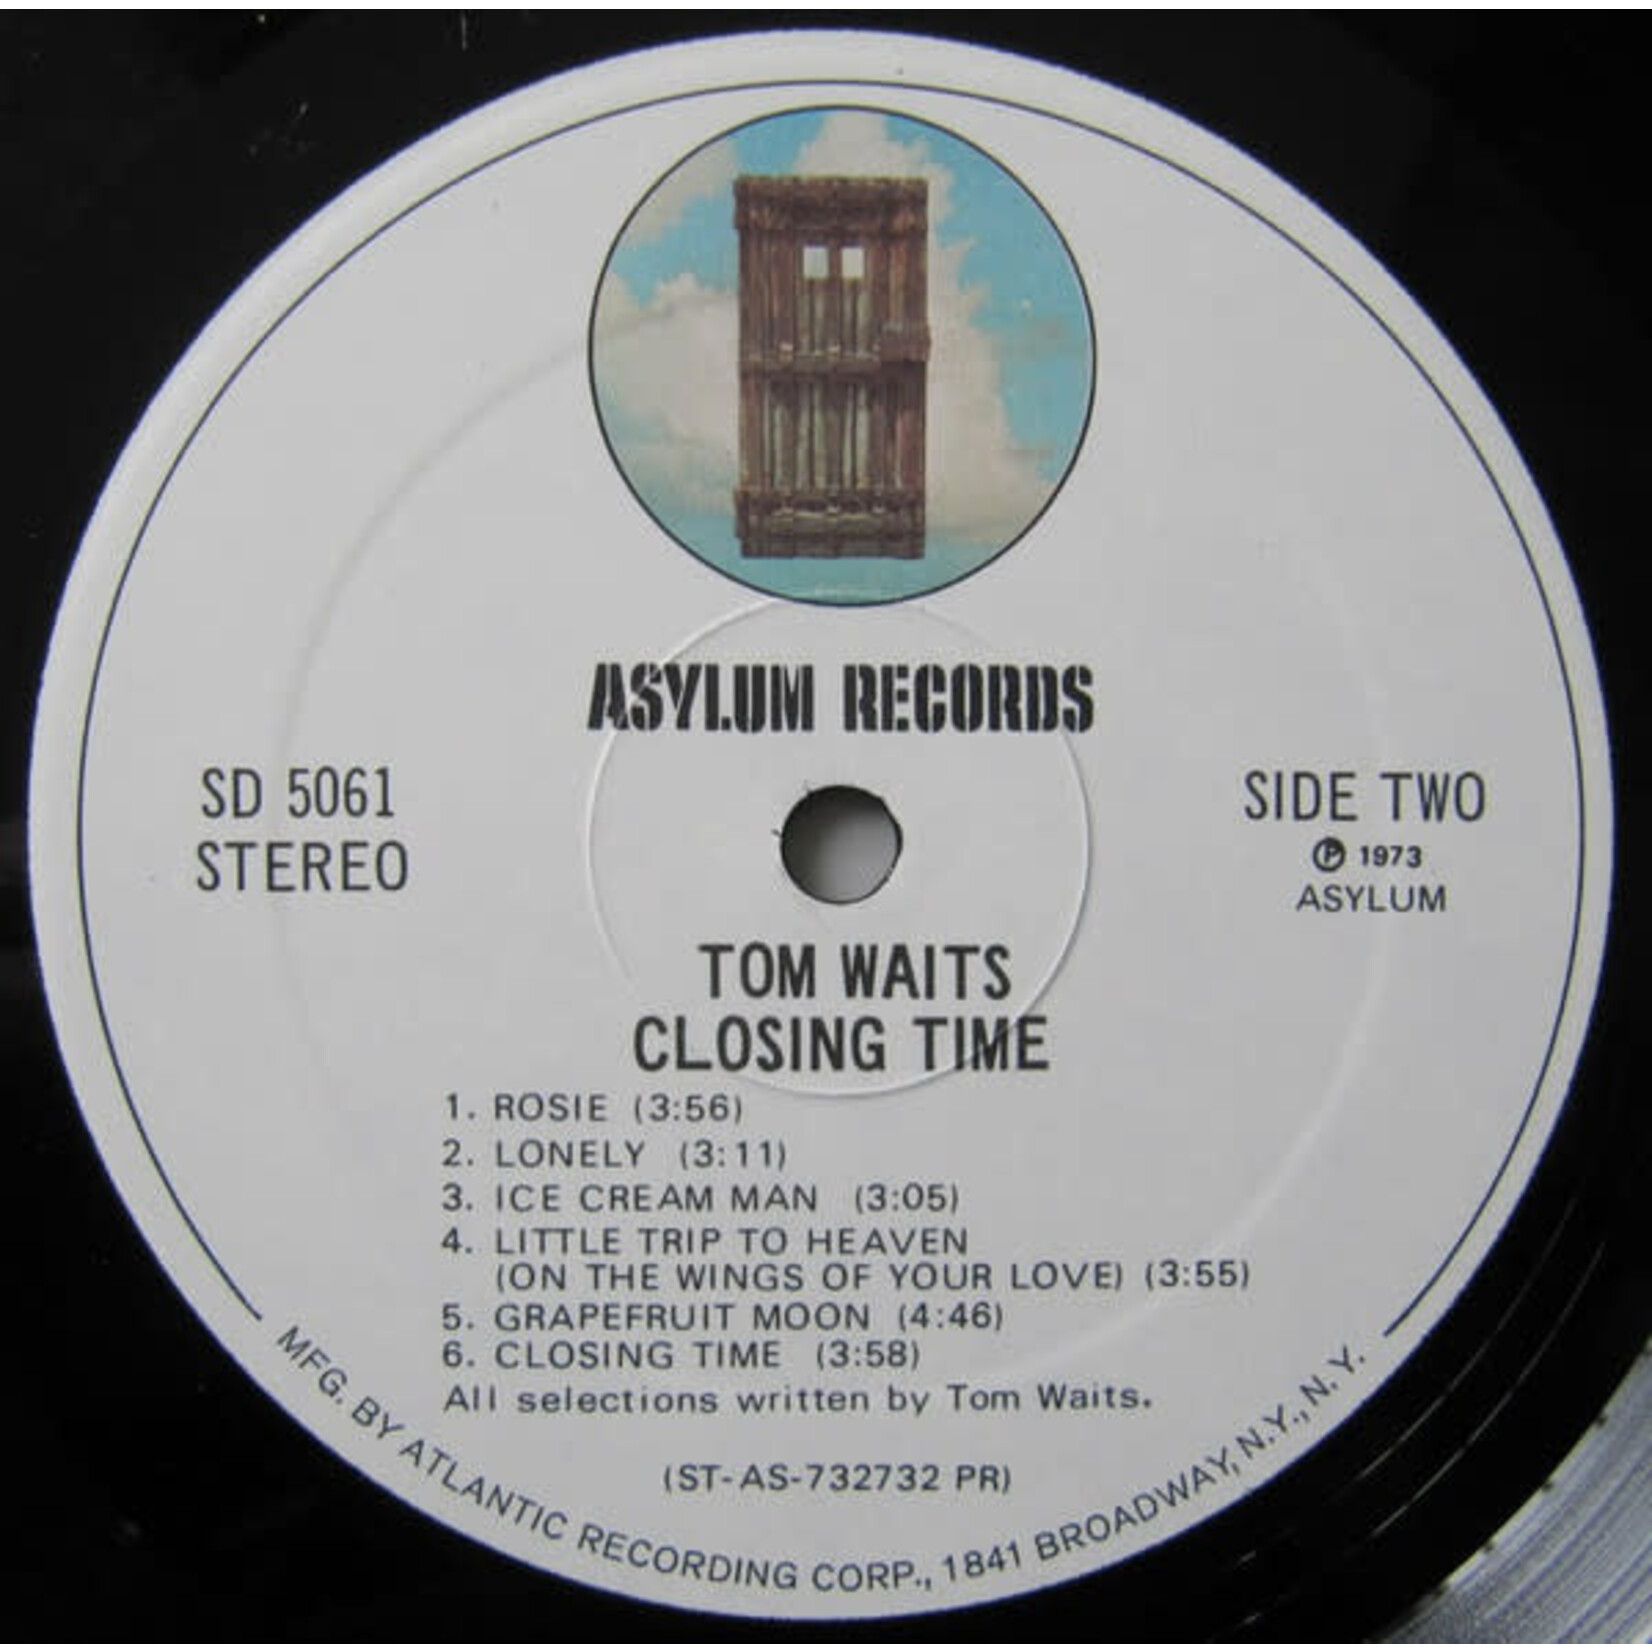 ASYLUM RECORDS
SD 5061
STEREO
SIDE TWO
Ⓟ 1973
ASYLUM
TOM WAITS
CLOSING TIME
1. ROSIE (3:56)
2. LONELY (3:11)
3. ICE CREAM MAN (3:05)
4. LITTLE TRIP TO HEAVEN
(ON THE WINGS OF YOUR LOVE) (3:55)
5. GRAPEFRUIT MOON (4:46)
6. CLOSING TIME (3:58)
All selections written by Tom Waits.
(ST-AS-732732 PR)
MFG. BY ATLANTIC RECORDING CORP., 1841 BROADWAY, N.Y., N.Y.